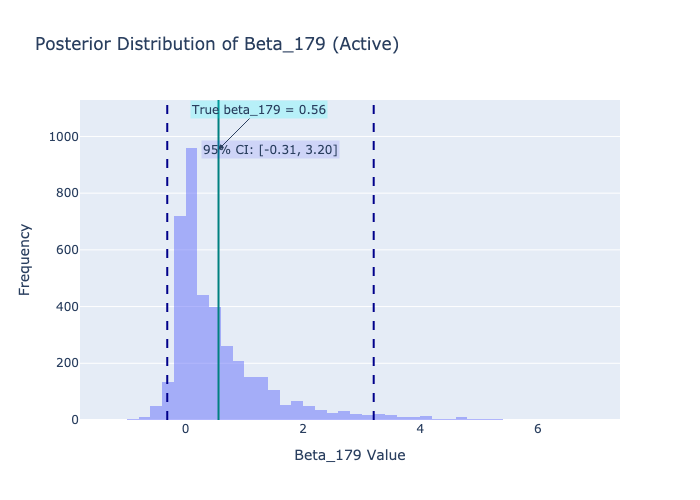 Posterior Distribution of Beta_179 (Active)
True beta_179 = 0.56
95% CI: [-0.31, 3.20]
1000
800
600
400
200
0
Frequency
0 2 4 6
Beta_179 Value